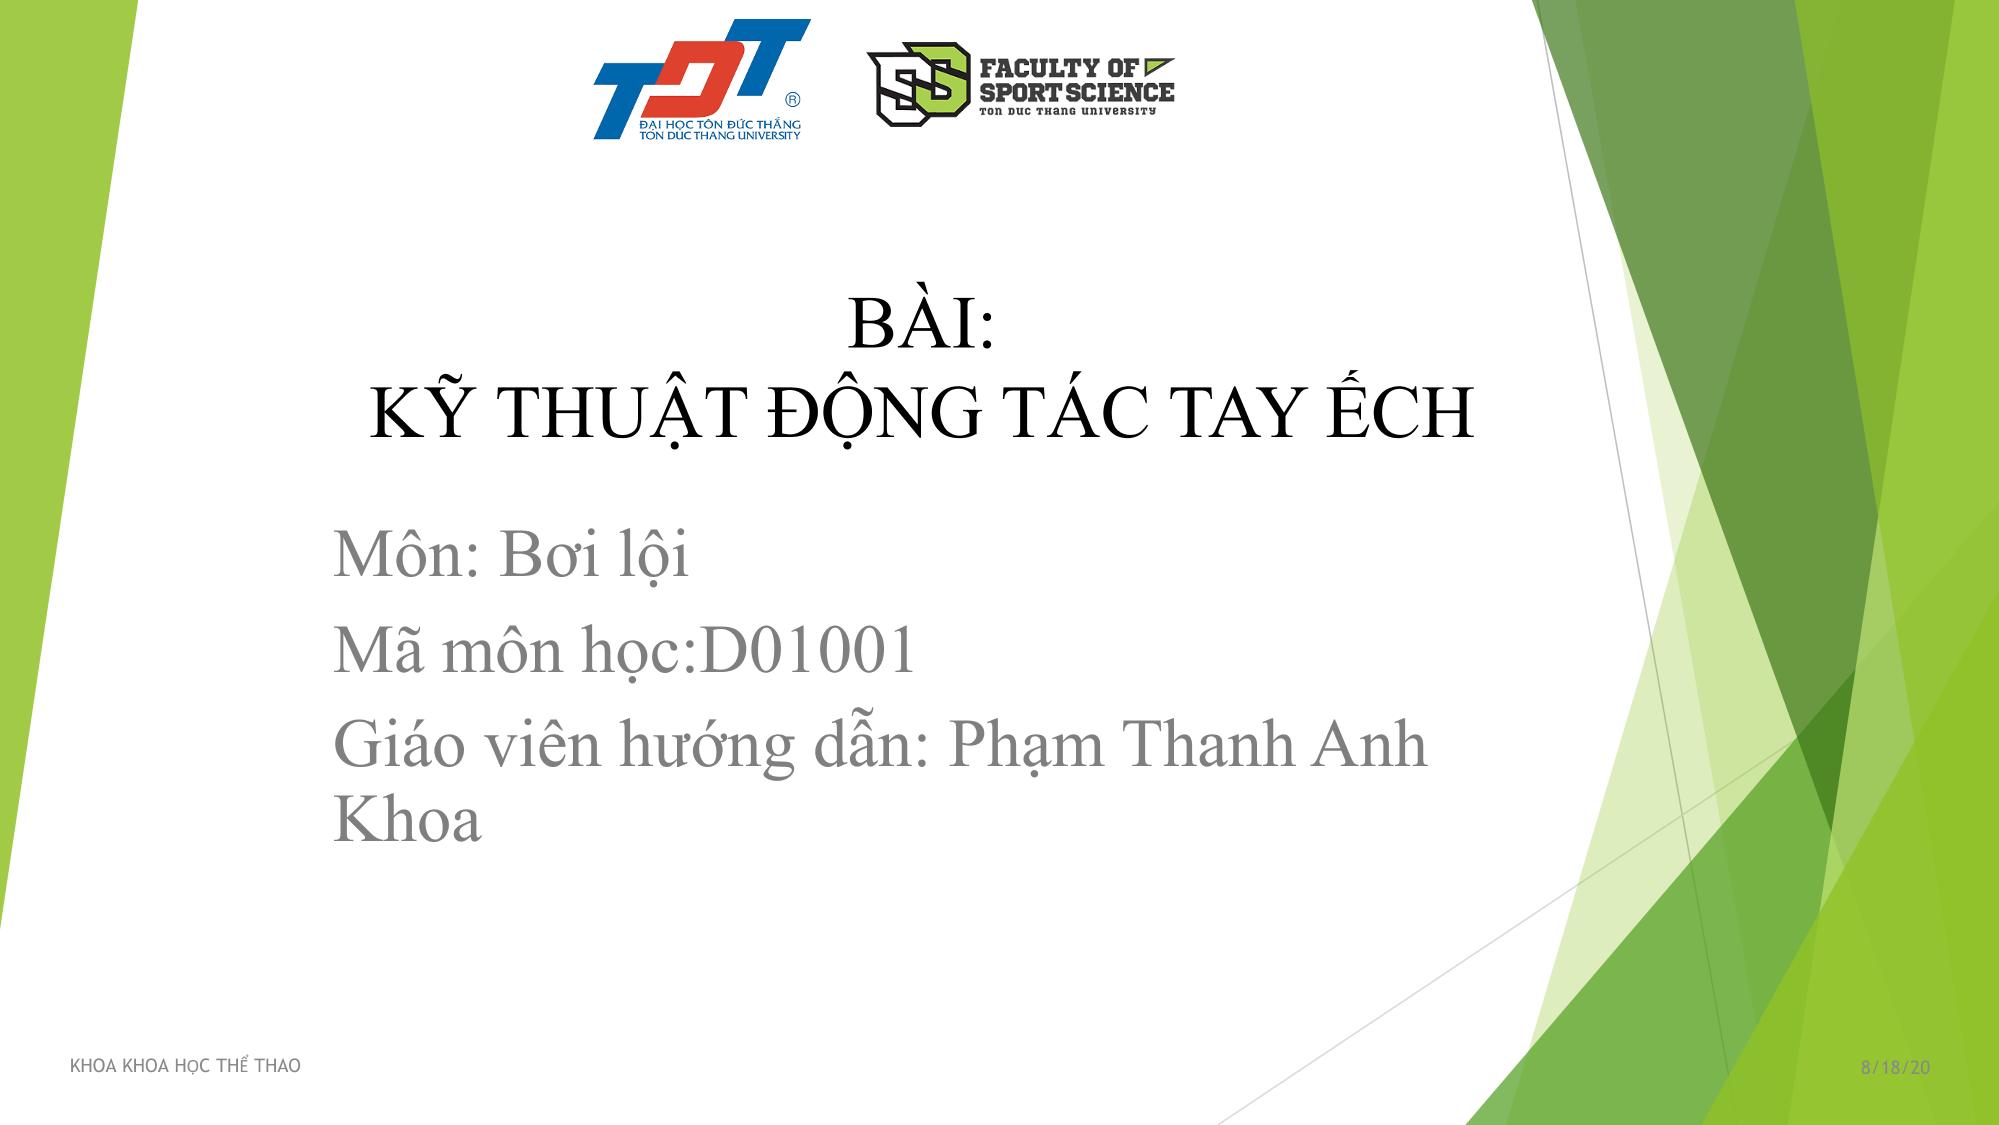 TDT
®
ĐẠI HỌC TÔN ĐỨC THẮNG
TON DUC THANG UNIVERSITY
SS
FACULTY OF
SPORT SCIENCE
TON DUC THANG UNIVERSITY
BÀI:
KỸ THUẬT ĐỘNG TÁC TAY ẾCH
Môn: Bơi lội
Mã môn học:D01001
Giáo viên hướng dẫn: Phạm Thanh Anh
Khoa
KHOA KHOA HỌC THỂ THAO
8/18/20